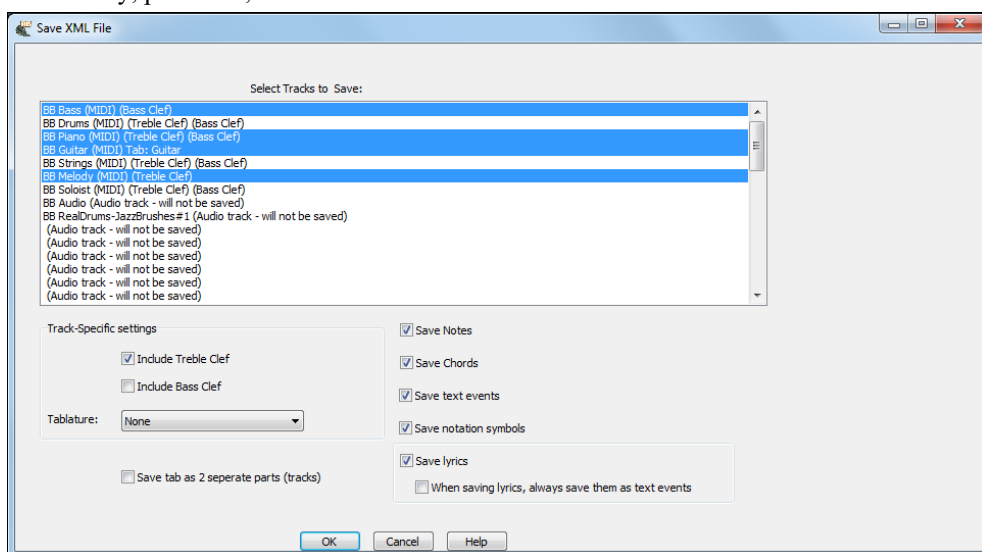 Save XML File
Select Tracks to Save:
BB Bass (MIDI) (Bass Clef)
BB Drums (MIDI) (Treble Clef) (Bass Clef)
BB Piano (MIDI) (Treble Clef) (Bass Clef)
BB Guitar (MIDI) Tab: Guitar
BB Strings (MIDI) (Treble Clef) (Bass Clef)
BB Melody (MIDI) (Treble Clef)
BB Soloist (MIDI) (Treble Clef) (Bass Clef)
BB Audio (Audio track - will not be saved)
BB RealDrums-JazzBrushes#1 (Audio track - will not be saved)
(Audio track - will not be saved)
(Audio track - will not be saved)
(Audio track - will not be saved)
(Audio track - will not be saved)
(Audio track - will not be saved)
(Audio track - will not be saved)
Track-Specific settings
Include Treble Clef
Include Bass Clef
Tablature: None
Save tab as 2 seperate parts (tracks)
Save Notes
Save Chords
Save text events
Save notation symbols
Save lyrics
When saving lyrics, always save them as text events
OK Cancel Help